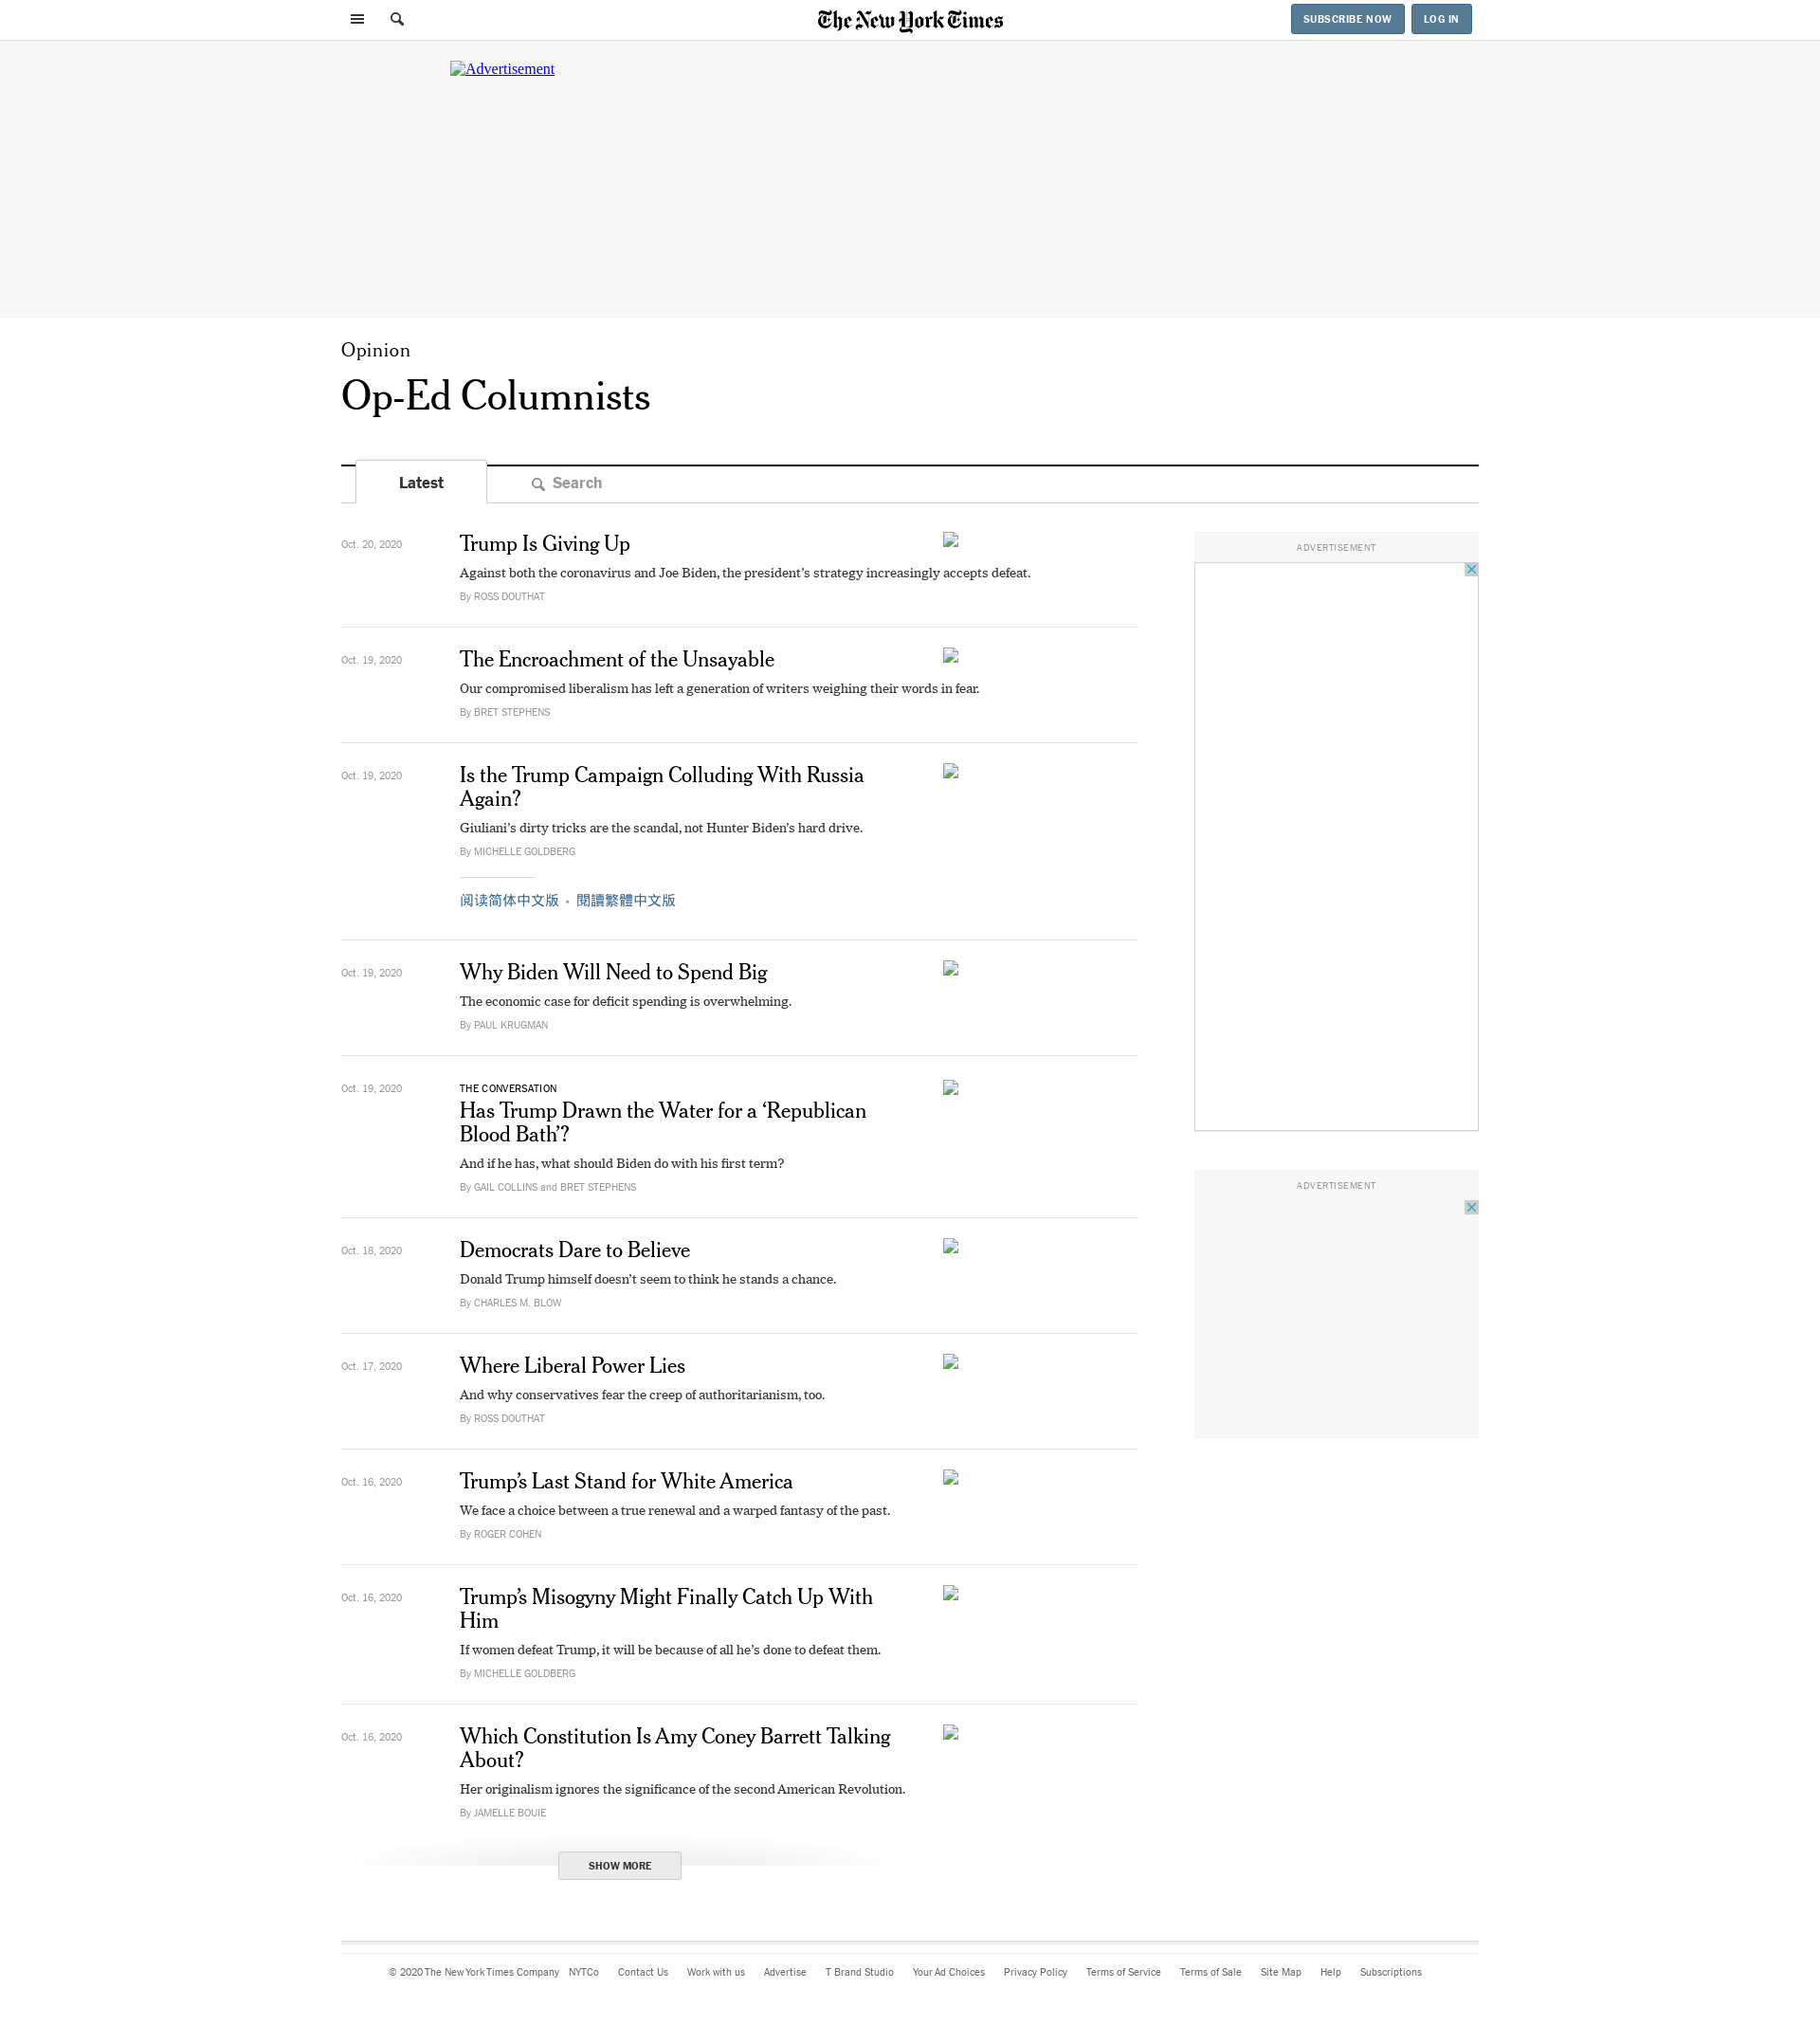 The New York Times
SUBSCRIBE NOW
LOG IN
Advertisement
Opinion
Op-Ed Columnists
Latest
Search
Oct. 20, 2020
Trump Is Giving Up
Against both the coronavirus and Joe Biden, the president’s strategy increasingly accepts defeat.
By ROSS DOUTHAT
Oct. 19, 2020
The Encroachment of the Unsayable
Our compromised liberalism has left a generation of writers weighing their words in fear.
By BRET STEPHENS
Oct. 19, 2020
Is the Trump Campaign Colluding With Russia
Again?
Giuliani’s dirty tricks are the scandal, not Hunter Biden’s hard drive.
By MICHELLE GOLDBERG
阅读简体中文版 • 閱讀繁體中文版
Oct. 19, 2020
Why Biden Will Need to Spend Big
The economic case for deficit spending is overwhelming.
By PAUL KRUGMAN
Oct. 19, 2020
THE CONVERSATION
Has Trump Drawn the Water for a ‘Republican
Blood Bath’?
And if he has, what should Biden do with his first term?
By GAIL COLLINS and BRET STEPHENS
Oct. 18, 2020
Democrats Dare to Believe
Donald Trump himself doesn’t seem to think he stands a chance.
By CHARLES M. BLOW
Oct. 17, 2020
Where Liberal Power Lies
And why conservatives fear the creep of authoritarianism, too.
By ROSS DOUTHAT
Oct. 16, 2020
Trump’s Last Stand for White America
We face a choice between a true renewal and a warped fantasy of the past.
By ROGER COHEN
Oct. 16, 2020
Trump’s Misogyny Might Finally Catch Up With
Him
If women defeat Trump, it will be because of all he’s done to defeat them.
By MICHELLE GOLDBERG
Oct. 16, 2020
Which Constitution Is Amy Coney Barrett Talking
About?
Her originalism ignores the significance of the second American Revolution.
By JAMELLE BOUIE
SHOW MORE
ADVERTISEMENT
ADVERTISEMENT
© 2020 The New York Times Company NYTCo Contact Us Work with us Advertise T Brand Studio Your Ad Choices Privacy Policy Terms of Service Terms of Sale Site Map Help Subscriptions